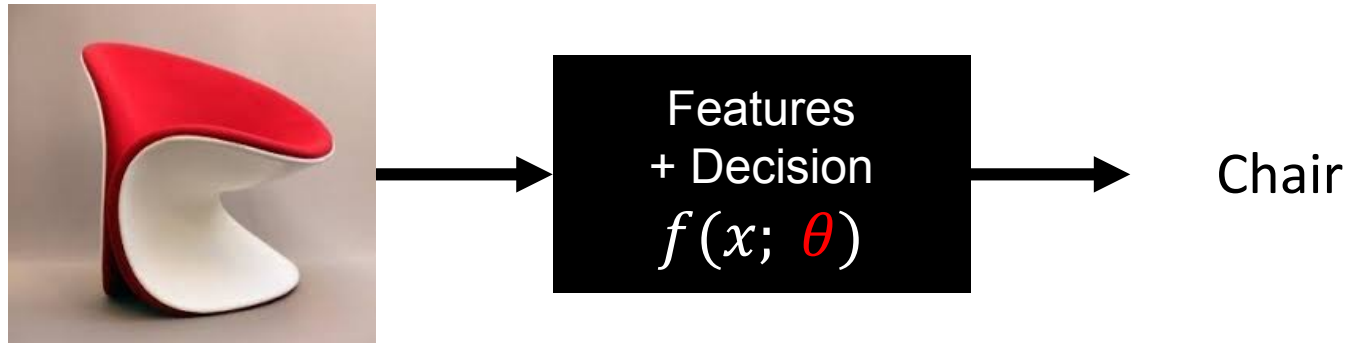 Features
+ Decision
f(x; θ)
Chair